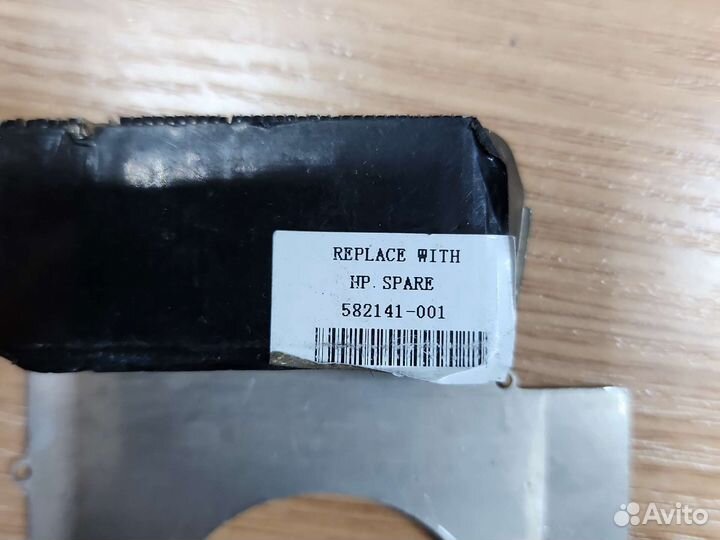 REPLACE WITH
HP SPARE
582141-001
Avito